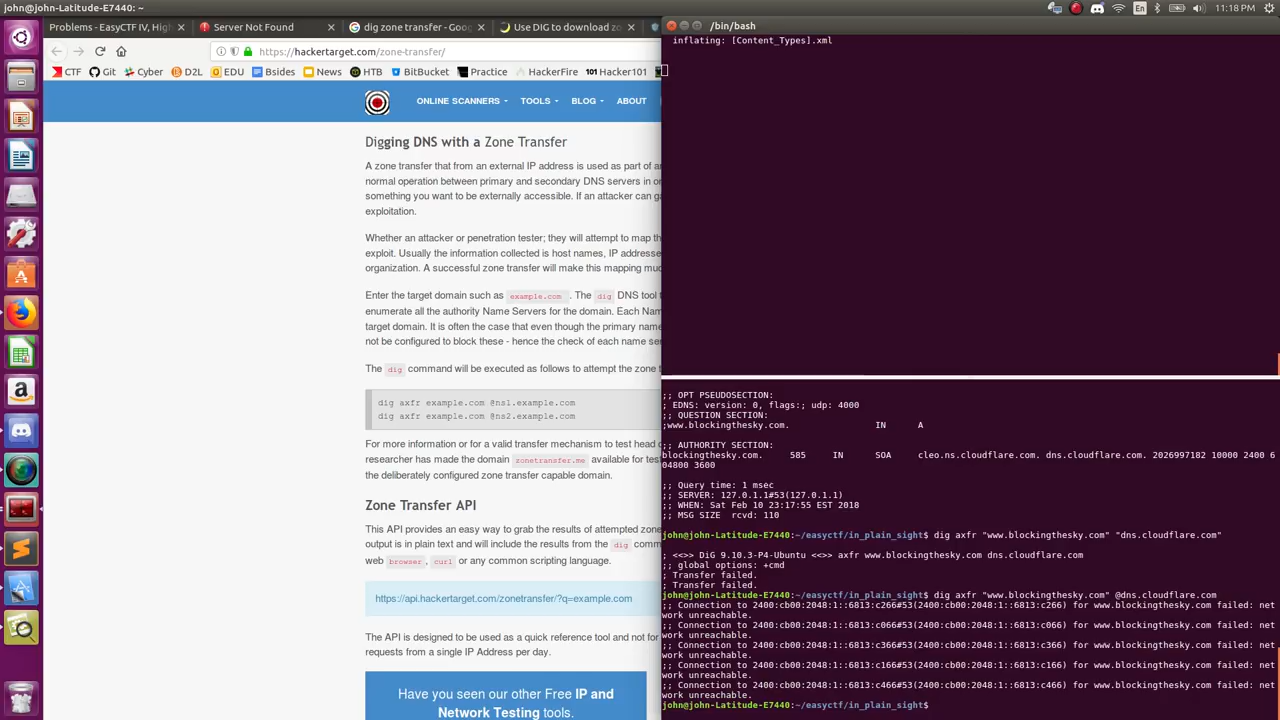 john@john-Latitude-E7440: ~
En
11:18 PM
Problems - EasyCTF IV, High
Server Not Found
dig zone transfer - Goo
Use DIG to download zo
/bin/bash
https://hackertarget.com/zone-transfer/
CTF
Git
Cyber
D2L
EDU
Bsides
News
HTB
BitBucket
Practice
HackerFire
101 Hacker101
ONLINE SCANNERS
TOOLS
BLOG
ABOUT
Digging DNS with a Zone Transfer
A zone transfer that from an external IP address is used as part of an
normal operation between primary and secondary DNS servers in or
something you want to be externally accessible. If an attacker can ga
exploitation.
Whether an attacker or penetration tester; they will attempt to map the
exploit. Usually the information collected is host names, IP addresse
organization. A successful zone transfer will make this mapping muc
Enter the target domain such as example.com . The dig DNS tool
enumerate all the authority Name Servers for the domain. Each Nam
target domain. It is often the case that even though the primary name
not be configured to block these - hence the check of each name se
The dig command will be executed as follows to attempt the zone t
dig axfr example.com @ns1.example.com
dig axfr example.com @ns2.example.com
For more information or for a valid transfer mechanism to test head o
researcher has made the domain zonetransfer.me available for test
the deliberately configured zone transfer capable domain.
Zone Transfer API
This API provides an easy way to grab the results of attempted zone
output is in plain text and will include the results from the dig comm
web browser , curl or any common scripting language.
https://api.hackertarget.com/zonetransfer/?q=example.com
The API is designed to be used as a quick reference tool and not for
requests from a single IP Address per day.
Have you seen our other Free IP and
Network Testing tools.
inflating: [Content_Types].xml
;; OPT PSEUDOSECTION:
; EDNS: version: 0, flags:; udp: 4000
;; QUESTION SECTION:
;www.blockingthesky.com. IN A
;; AUTHORITY SECTION:
blockingthesky.com. 585 IN SOA cleo.ns.cloudflare.com. dns.cloudflare.com. 2026997182 10000 2400 6
04800 3600
;; Query time: 1 msec
;; SERVER: 127.0.1.1#53(127.0.1.1)
;; WHEN: Sat Feb 10 23:17:55 EST 2018
;; MSG SIZE rcvd: 110
john@john-Latitude-E7440:~/easyctf/in_plain_sight$ dig axfr "www.blockingthesky.com" "dns.cloudflare.com"
; <<>> DiG 9.10.3-P4-Ubuntu <<>> axfr www.blockingthesky.com dns.cloudflare.com
;; global options: +cmd
; Transfer failed.
; Transfer failed.
john@john-Latitude-E7440:~/easyctf/in_plain_sight$ dig axfr "www.blockingthesky.com" @dns.cloudflare.com
;; Connection to 2400:cb00:2048:1::6813:c266#53(2400:cb00:2048:1::6813:c266) for www.blockingthesky.com failed: net
work unreachable.
;; Connection to 2400:cb00:2048:1::6813:c066#53(2400:cb00:2048:1::6813:c066) for www.blockingthesky.com failed: net
work unreachable.
;; Connection to 2400:cb00:2048:1::6813:c366#53(2400:cb00:2048:1::6813:c366) for www.blockingthesky.com failed: net
work unreachable.
;; Connection to 2400:cb00:2048:1::6813:c166#53(2400:cb00:2048:1::6813:c166) for www.blockingthesky.com failed: net
work unreachable.
;; Connection to 2400:cb00:2048:1::6813:c466#53(2400:cb00:2048:1::6813:c466) for www.blockingthesky.com failed: net
work unreachable.
john@john-Latitude-E7440:~/easyctf/in_plain_sight$